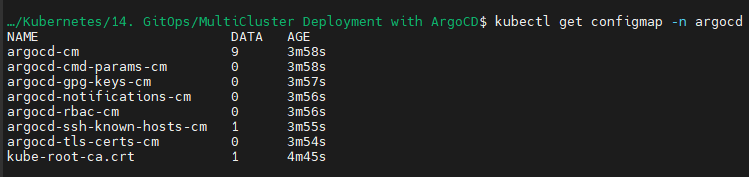 …/Kubernetes/14. GitOps/MultiCluster Deployment with ArgoCD$ kubectl get configmap -n argocd
NAME DATA AGE
argocd-cm 9 3m58s
argocd-cmd-params-cm 0 3m58s
argocd-gpg-keys-cm 0 3m57s
argocd-notifications-cm 0 3m56s
argocd-rbac-cm 0 3m56s
argocd-ssh-known-hosts-cm 1 3m55s
argocd-tls-certs-cm 0 3m54s
kube-root-ca.crt 1 4m45s